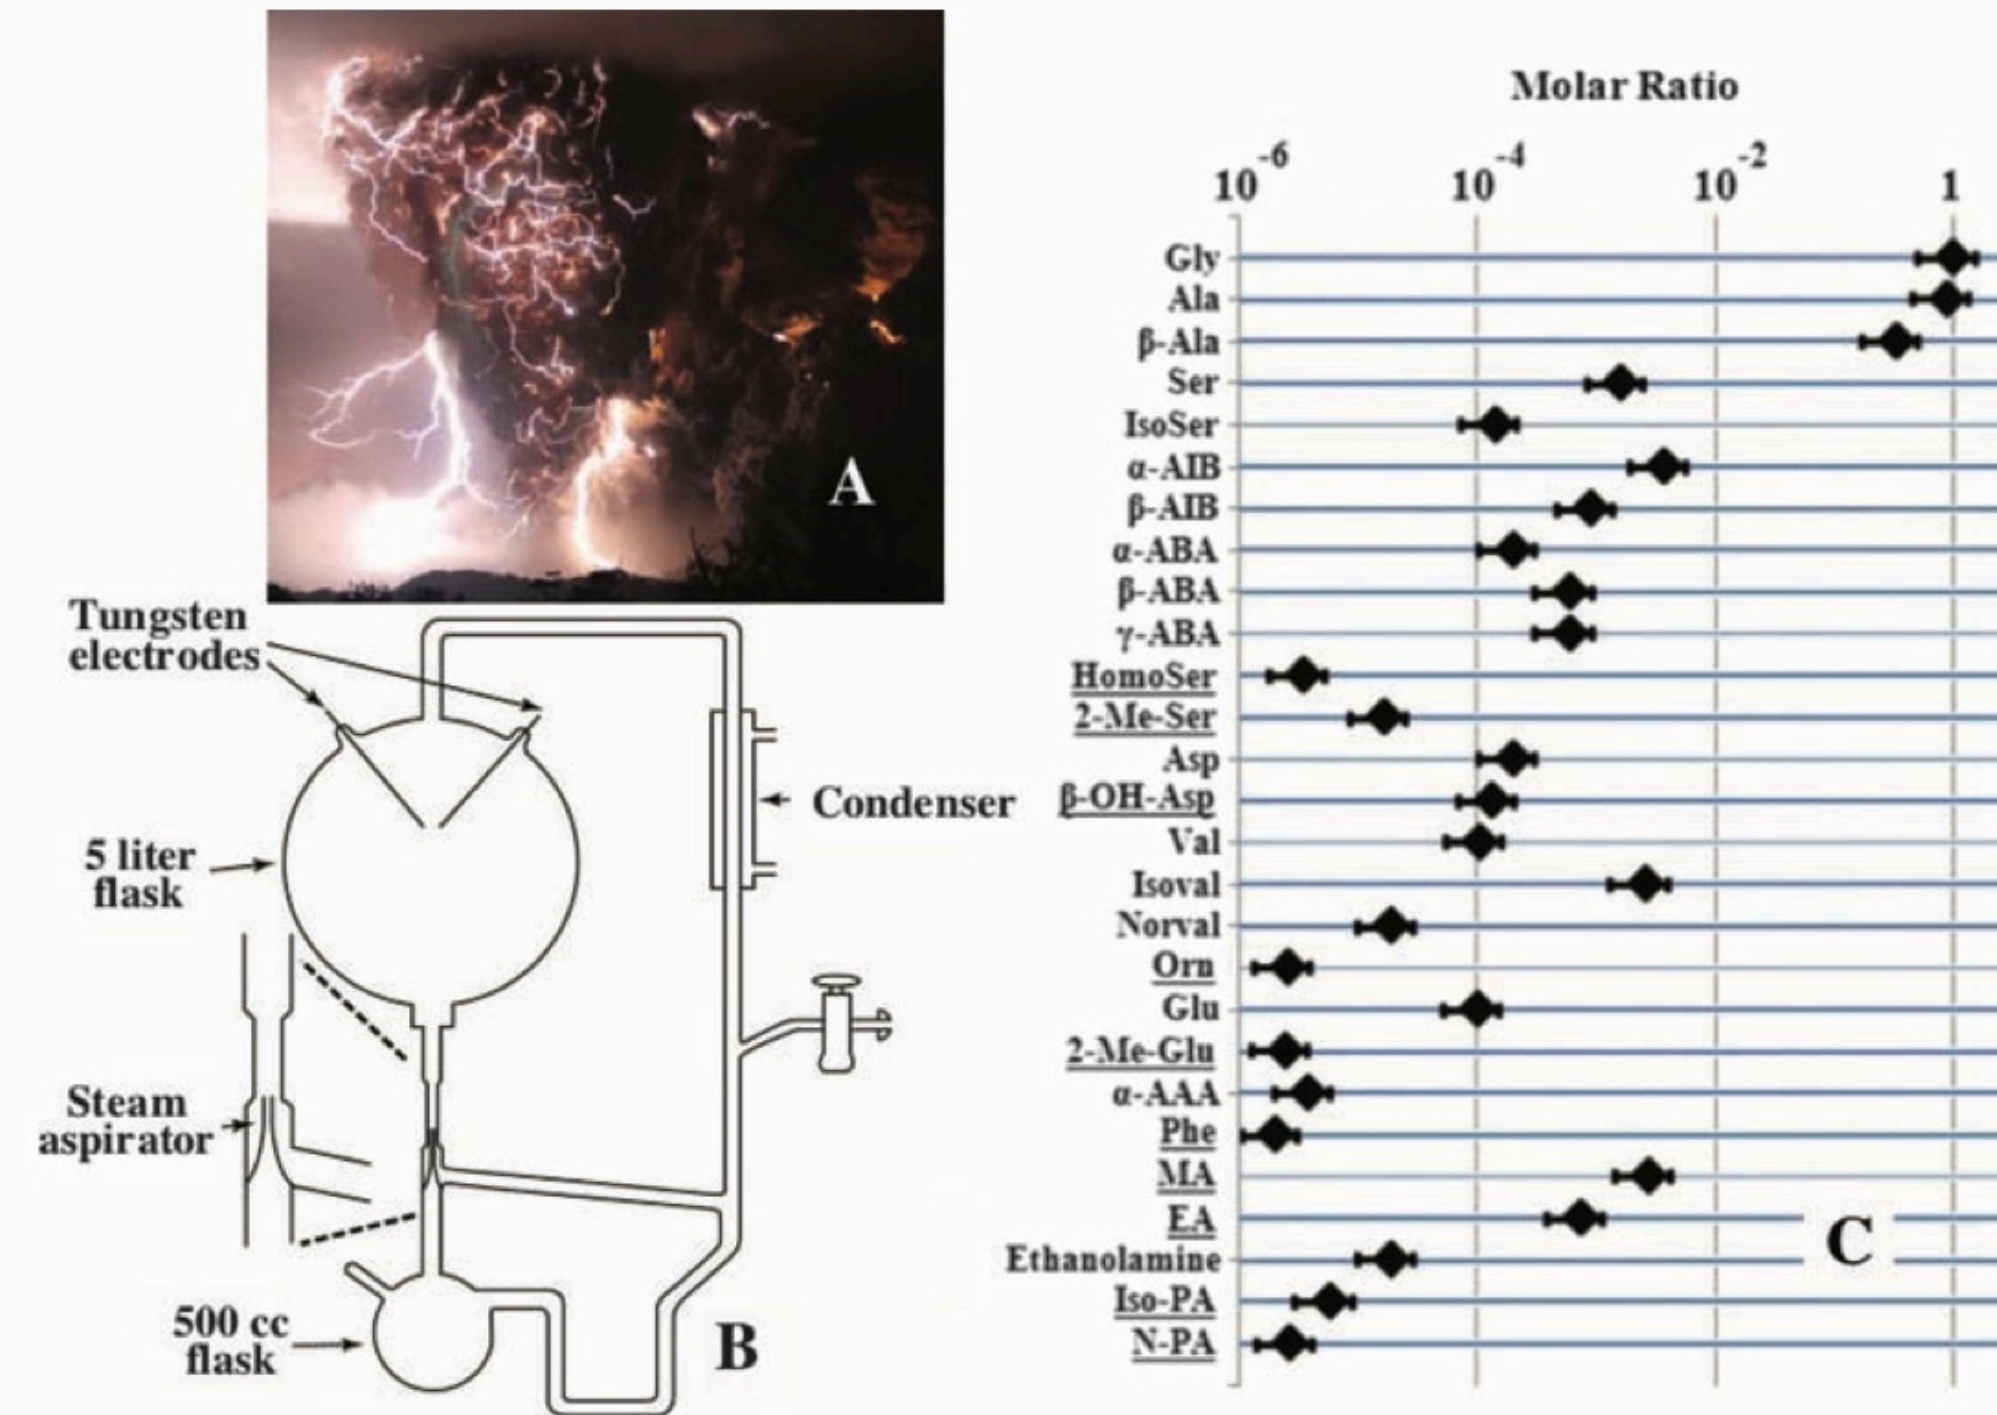 A
Tungsten
electrodes
Condenser
5 liter
flask
Steam
aspirator
500 cc
flask
B
Molar Ratio
10-6 10-4 10-2 1
Gly
Ala
β-Ala
Ser
IsoSer
α-AIB
β-AIB
α-ABA
β-ABA
γ-ABA
HomoSer
2-Me-Ser
Asp
β-OH-Asp
Val
Isoval
Norval
Orn
Glu
2-Me-Glu
α-AAA
Phe
MA
EA
Ethanolamine
Iso-PA
N-PA
C